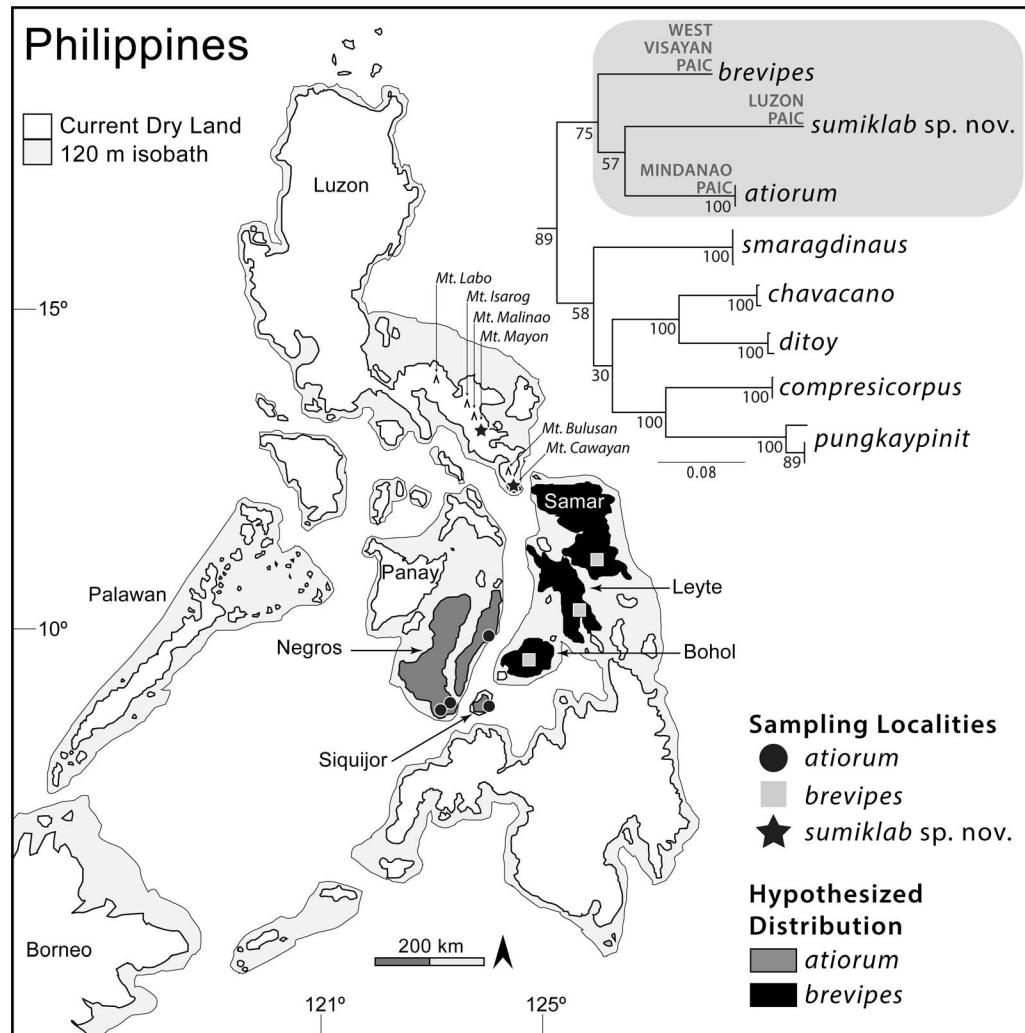 Philippines
Current Dry Land
120 m isobath
Luzon
WEST
VISAYAN
PAIC
brevipes
75
LUZON
PAIC
sumiklab sp. nov.
57
MINDANAO
PAIC
atiorum
100
89
smaragdinaus
100
58
chavacano
100
100
ditoy
100
30
compresicorpus
100
100
pungkaypinit
100
89
0.08
15º
10º
Mt. Labo
Mt. Isarog
Mt. Malinao
Mt. Mayon
Mt. Bulusan
Mt. Cawayan
Samar
Panay
Leyte
Palawan
Negros
Bohol
Siquijor
Borneo
200 km
121º
125º
Sampling Localities
atiorum
brevipes
sumiklab sp. nov.
Hypothesized
Distribution
atiorum
brevipes